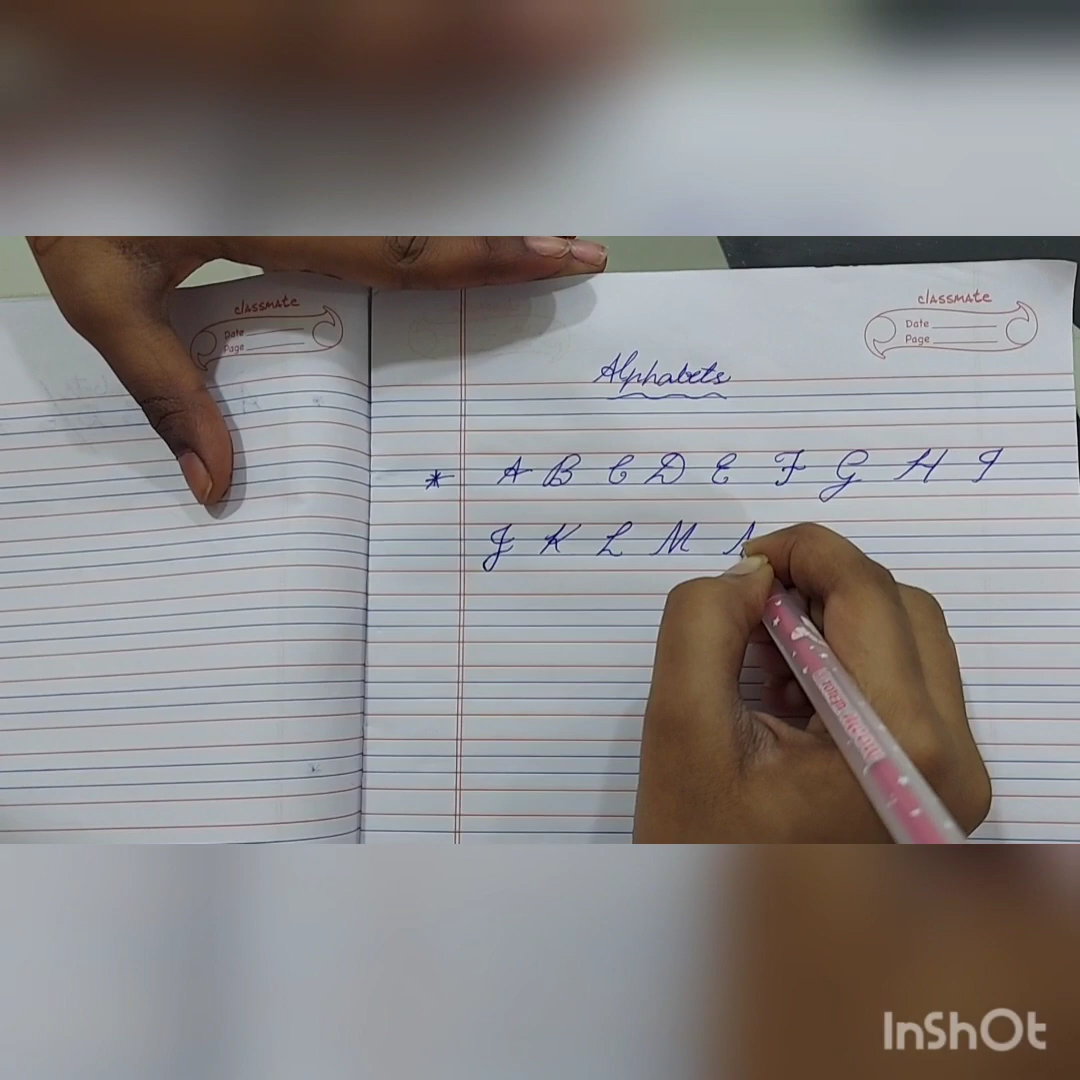 classmate
Date
Page
classmate
Date
Page
Alphabets
* A B C D E F G H I
J K L M
InShOt